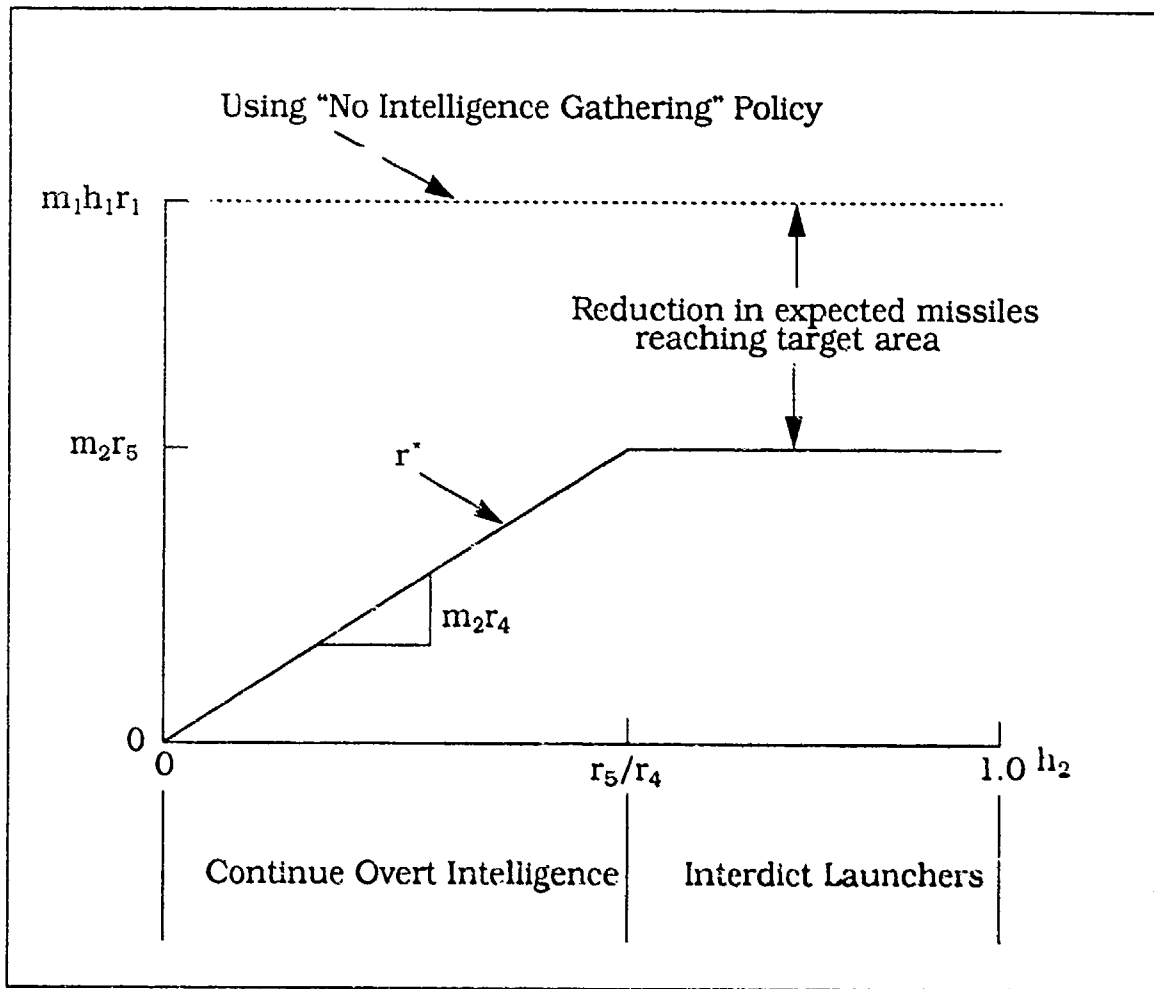 Using "No Intelligence Gathering" Policy
m₁h₁r₁
Reduction in expected missiles
reaching target area
m₂r₅
r*
m₂r₄
0
0
r₅/r₄
1.0 h₂
Continue Overt Intelligence
Interdict Launchers